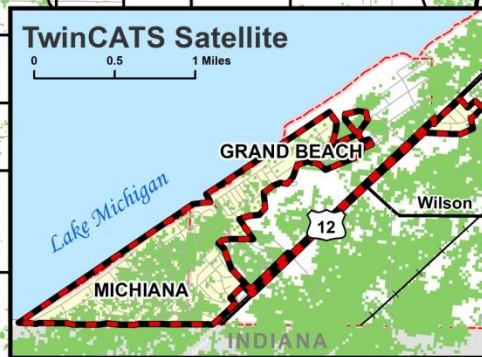 TwinCATS Satellite
0 0.5 1 Miles
GRAND BEACH
Lake Michigan
Wilson
12
MICHIANA
INDIANA